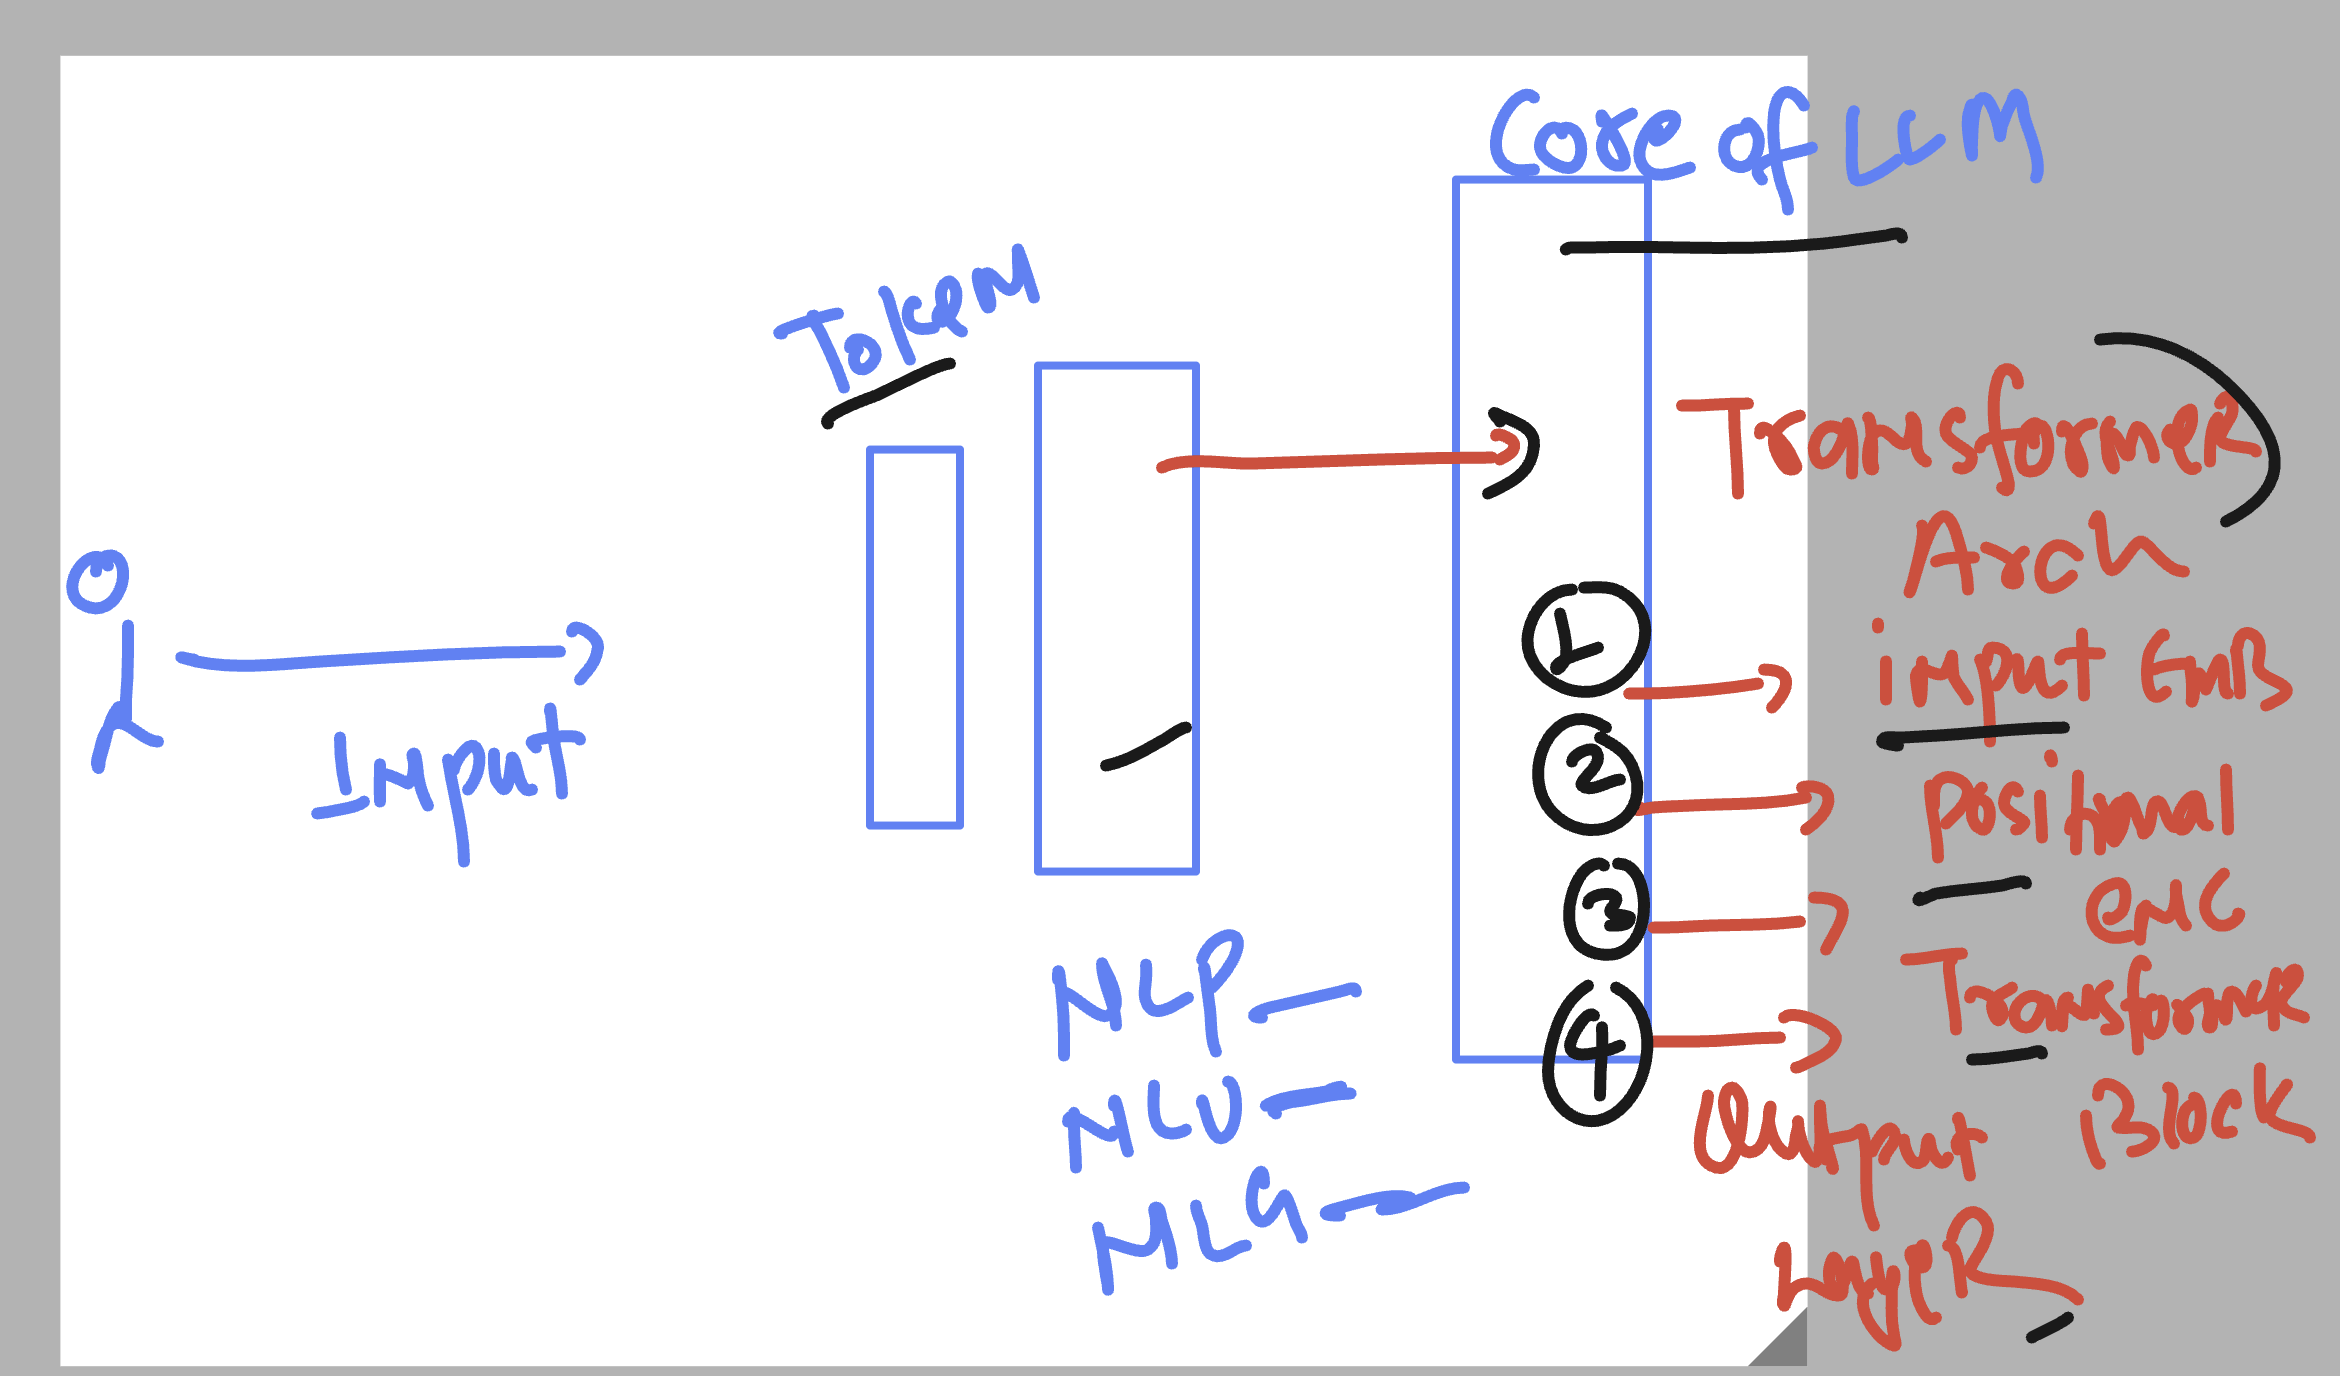 Core of LLM
Token
Transformer
Arch
①
input EMB
Input
②
Positional
enc
③
Transformer
Block
④
Output
Layer
NLP
NLU
NLG